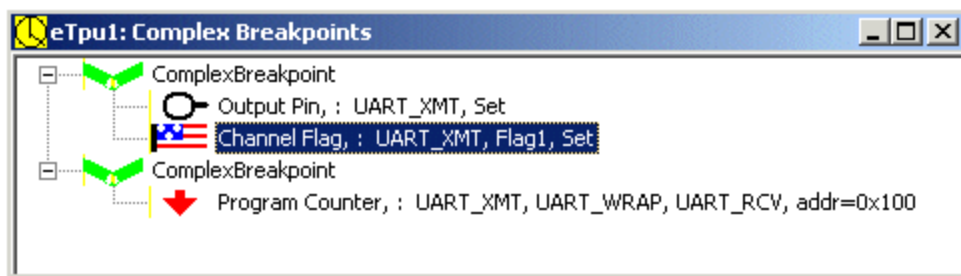 eTpu1: Complex Breakpoints
ComplexBreakpoint
Output Pin, : UART_XMT, Set
Channel Flag, : UART_XMT, Flag1, Set
ComplexBreakpoint
Program Counter, : UART_XMT, UART_WRAP, UART_RCV, addr=0x100